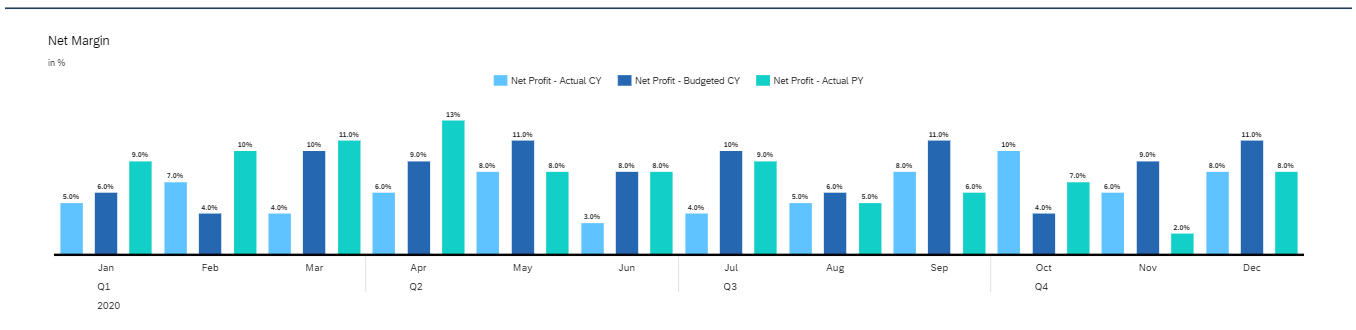 Net Margin
in %
Net Profit - Actual CY Net Profit - Budgeted CY Net Profit - Actual PY
5.0% 6.0% 9.0% 7.0% 4.0% 10% 4.0% 10% 11.0% 6.0% 9.0% 13% 8.0% 11.0% 8.0% 3.0% 8.0% 8.0% 4.0% 10% 9.0% 5.0% 6.0% 5.0% 8.0% 11.0% 6.0% 10% 4.0% 7.0% 6.0% 9.0% 2.0% 8.0% 11.0% 8.0%
Jan Feb Mar Apr May Jun Jul Aug Sep Oct Nov Dec
Q1 Q2 Q3 Q4
2020